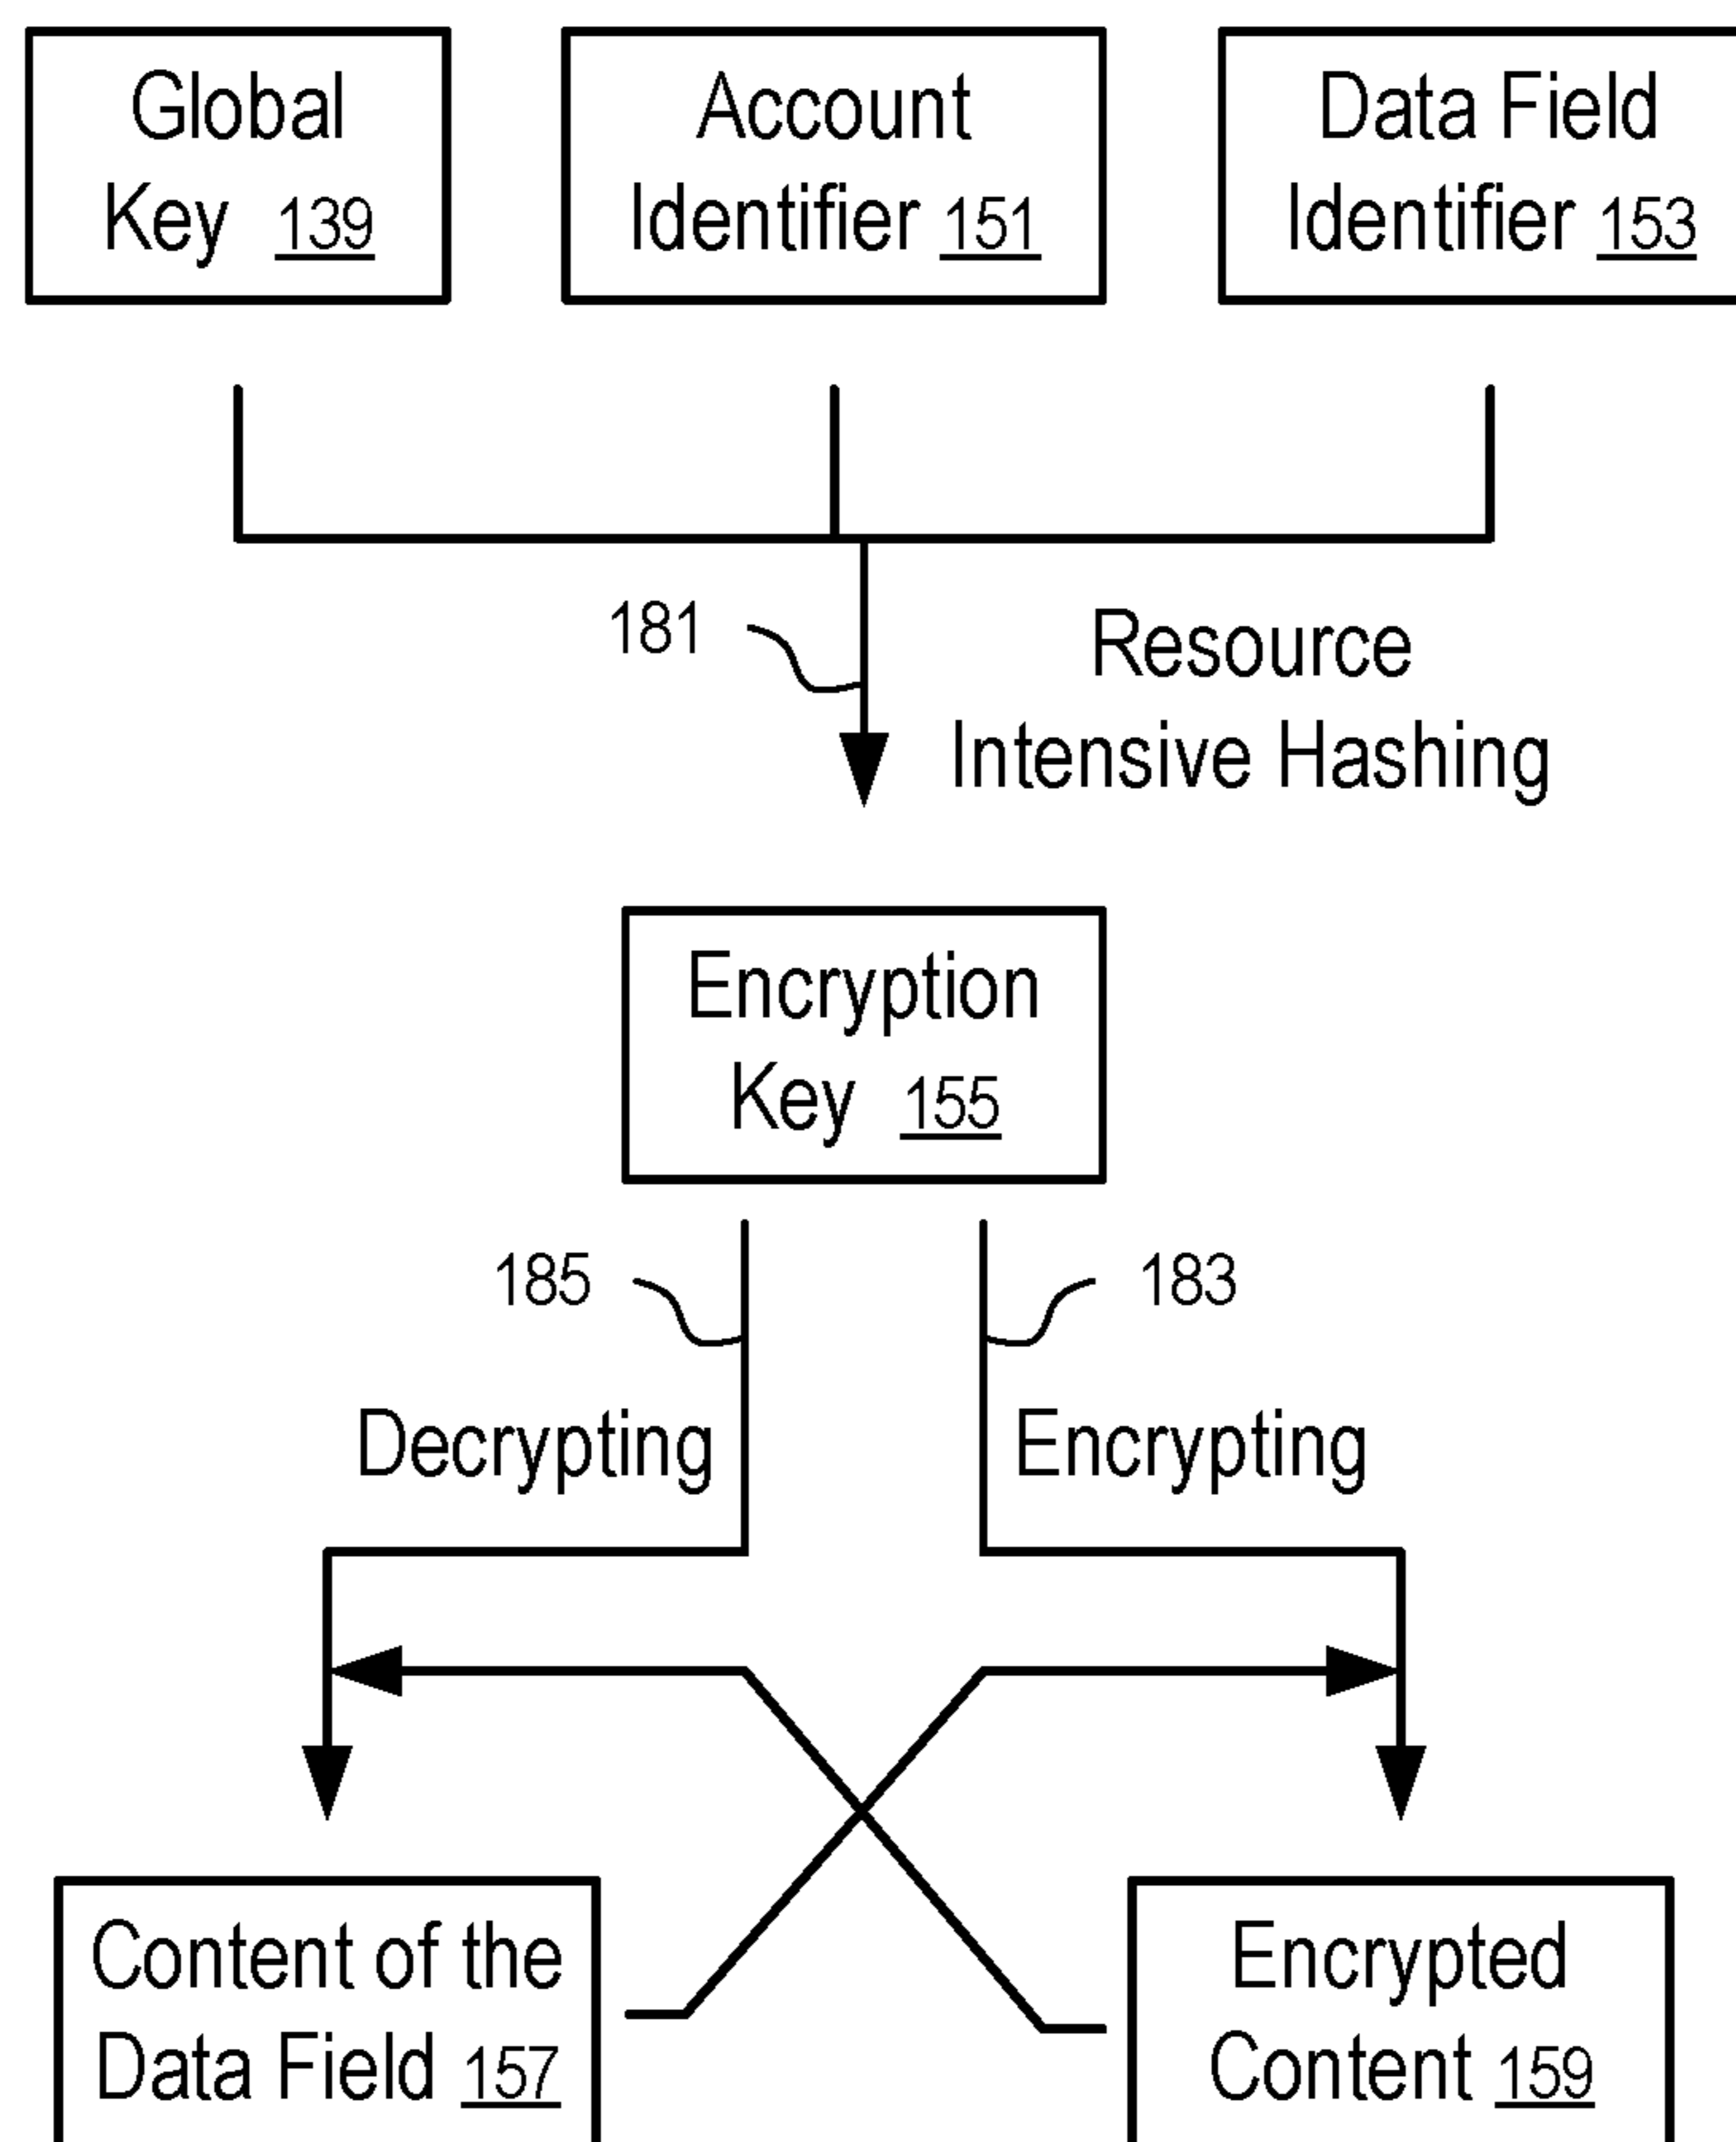 Global
Key 139
Account
Identifier 151
Data Field
Identifier 153
181
Resource
Intensive Hashing
Encryption
Key 155
185
183
Decrypting
Encrypting
Content of the
Data Field 157
Encrypted
Content 159